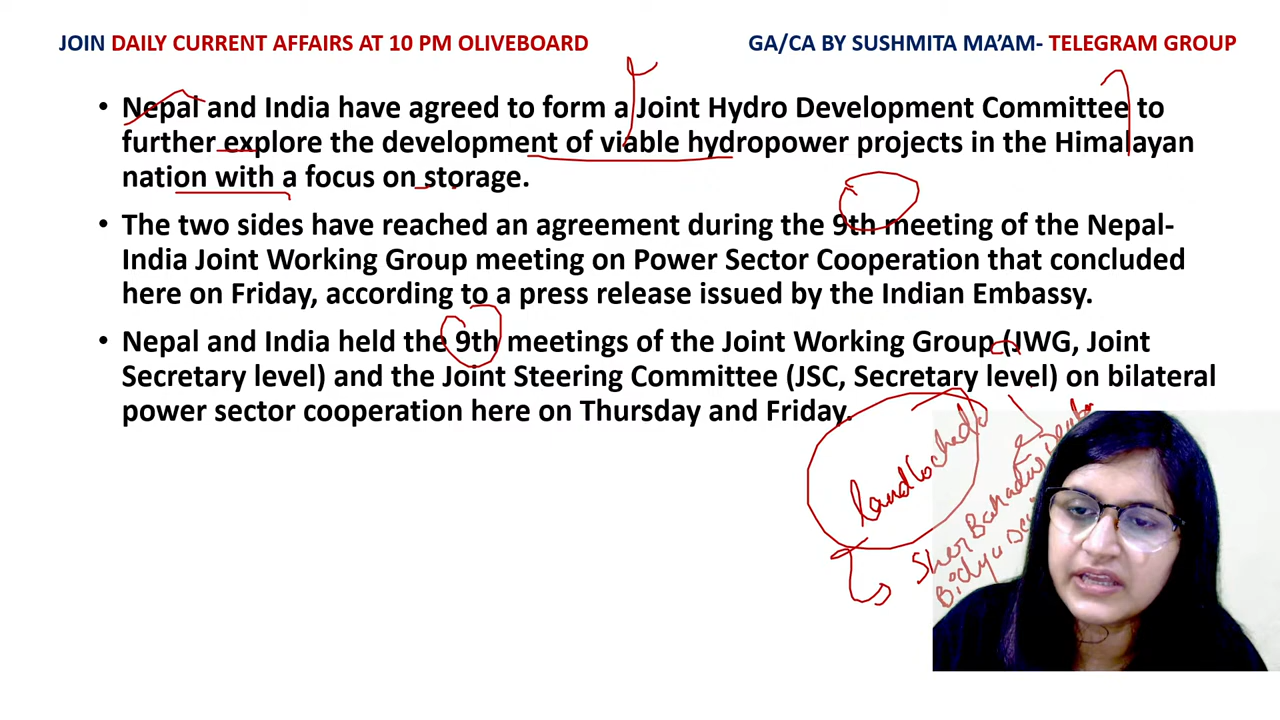 JOIN DAILY CURRENT AFFAIRS AT 10 PM OLIVEBOARD
GA/CA BY SUSHMITA MA’AM- TELEGRAM GROUP
• Nepal and India have agreed to form a Joint Hydro Development Committee to
further explore the development of viable hydropower projects in the Himalayan
nation with a focus on storage.
• The two sides have reached an agreement during the 9th meeting of the Nepal-
India Joint Working Group meeting on Power Sector Cooperation that concluded
here on Friday, according to a press release issued by the Indian Embassy.
• Nepal and India held the 9th meetings of the Joint Working Group (JWG, Joint
Secretary level) and the Joint Steering Committee (JSC, Secretary level) on bilateral
power sector cooperation here on Thursday and Friday.
Sher Bahadur
Bidya